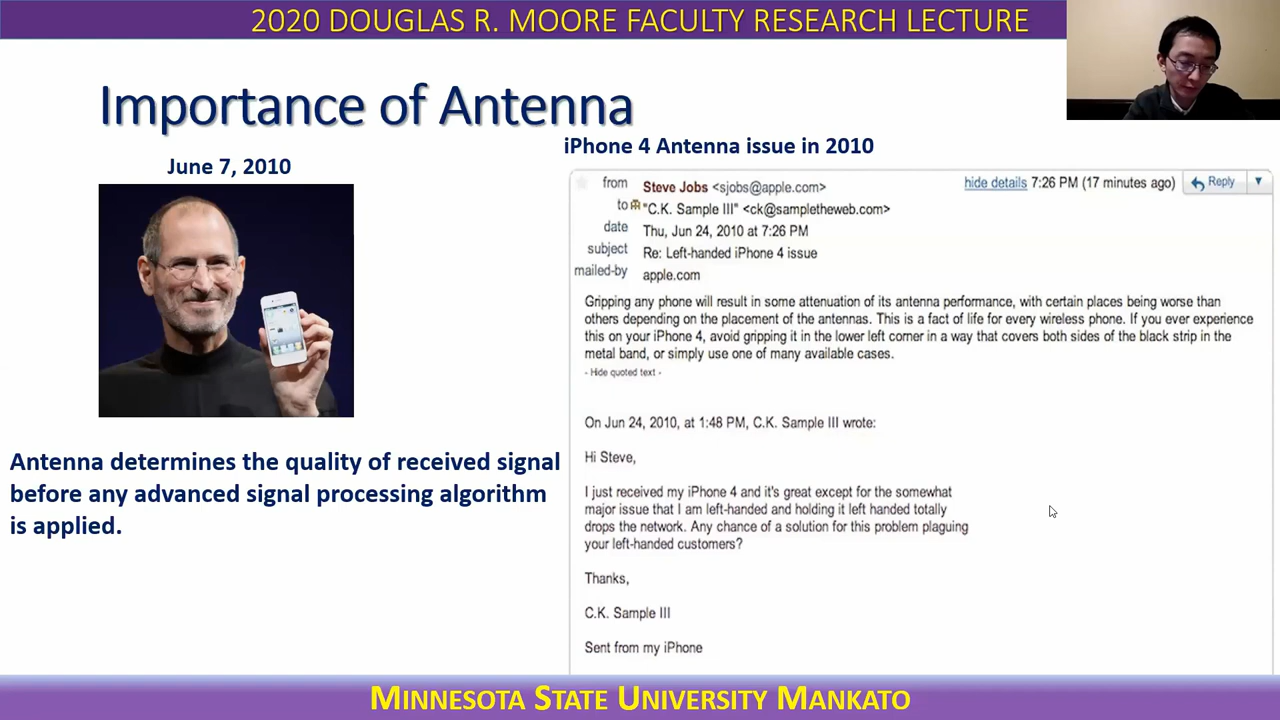 2020 DOUGLAS R. MOORE FACULTY RESEARCH LECTURE
Importance of Antenna
June 7, 2010
Antenna determines the quality of received signal
before any advanced signal processing algorithm
is applied.
iPhone 4 Antenna issue in 2010
from Steve Jobs <sjobs@apple.com>
hide details 7:26 PM (17 minutes ago)
Reply
to "C.K. Sample III" <ck@sampletheweb.com>
date Thu, Jun 24, 2010 at 7:26 PM
subject Re: Left-handed iPhone 4 issue
mailed-by apple.com
Gripping any phone will result in some attenuation of its antenna performance, with certain places being worse than
others depending on the placement of the antennas. This is a fact of life for every wireless phone. If you ever experience
this on your iPhone 4, avoid gripping it in the lower left corner in a way that covers both sides of the black strip in the
metal band, or simply use one of many available cases.
- Hide quoted text -
On Jun 24, 2010, at 1:48 PM, C.K. Sample III wrote:
Hi Steve,
I just received my iPhone 4 and it's great except for the somewhat
major issue that I am left-handed and holding it left handed totally
drops the network. Any chance of a solution for this problem plaguing
your left-handed customers?
Thanks,
C.K. Sample III
Sent from my iPhone
MINNESOTA STATE UNIVERSITY MANKATO